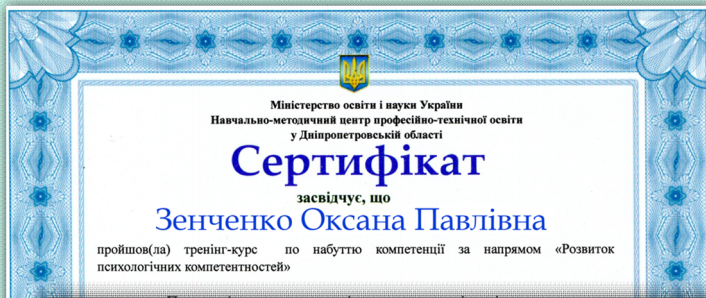 Міністерство освіти і науки України
Навчально-методичний центр професійно-технічної освіти
у Дніпропетровській області
Сертифікат
засвідчує, що
Зенченко Оксана Павлівна
пройшов(ла) тренінг-курс по набуттю компетенції за напрямом «Розвиток
психологічних компетентностей»